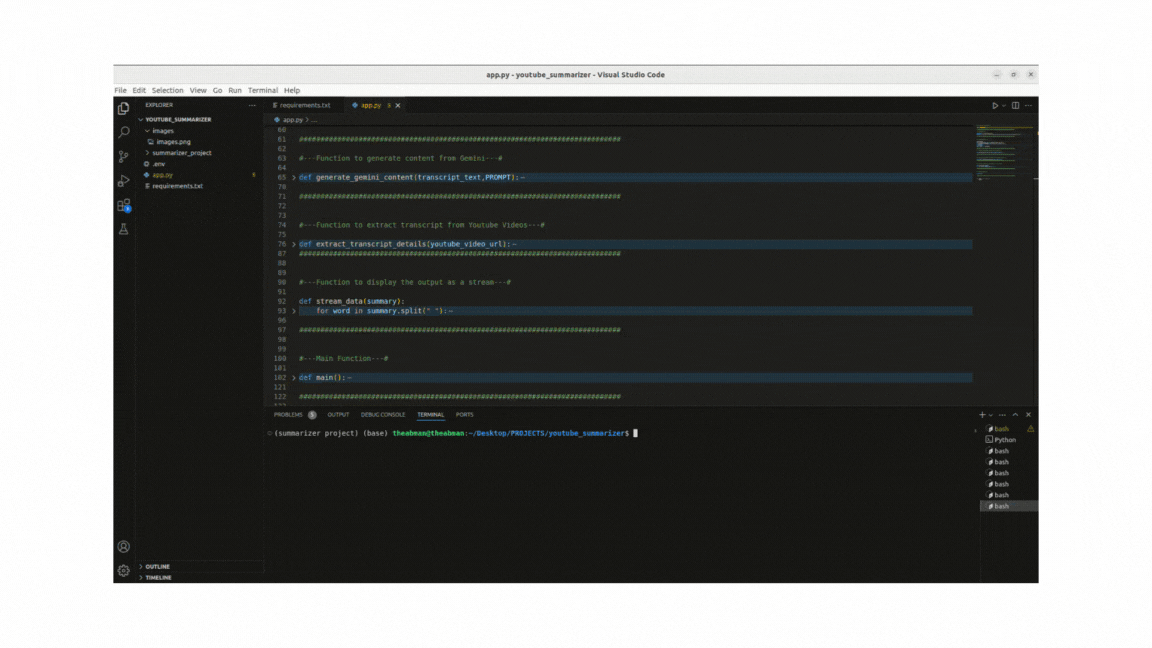 app.py - youtube_summarizer - Visual Studio Code
File Edit Selection View Go Run Terminal Help
EXPLORER
YOUTUBE_SUMMARIZER
images
images.png
summarizer_project
.env
app.py 5
requirements.txt
OUTLINE
TIMELINE
requirements.txt
app.py 5
app.py > ...
60
61 ############################################################################
62
63 #---Function to generate content from Gemini---#
64
65 def generate_gemini_content(transcript_text,PROMPT):
70
71 ############################################################################
72
73
74 #---Function to extract transcript from Youtube Videos---#
75
76 def extract_transcript_details(youtube_video_url):
87 ############################################################################
88
89
90 #---Function to display the output as a stream---#
91
92 def stream_data(summary):
93 for word in summary.split(" "):
96
97 ############################################################################
98
99
100 #---Main Function---#
101
102 def main():
121
122 ############################################################################
PROBLEMS 5 OUTPUT DEBUG CONSOLE TERMINAL PORTS
(summarizer project) (base) theabman@theabman:~/Desktop/PROJECTS/youtube_summarizer$
bash
Python
bash
bash
bash
bash
bash
bash